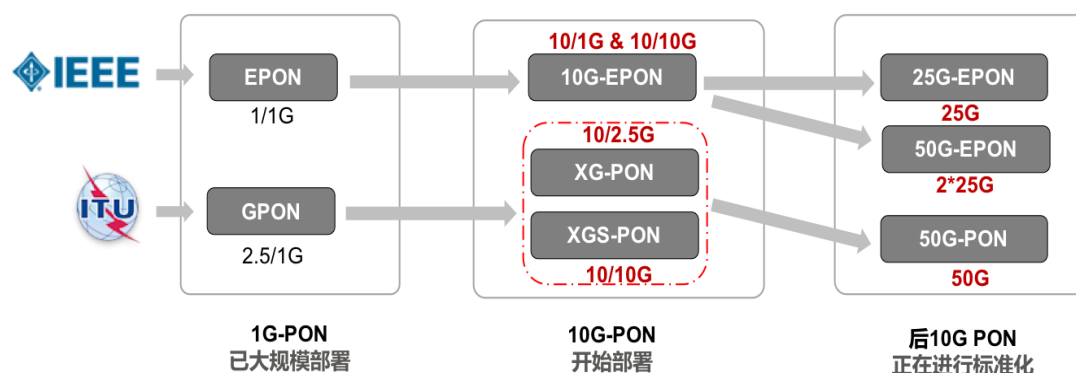 IEEE
EPON
1/1G
ITU
GPON
2.5/1G
1G-PON
已大规模部署
10/1G & 10/10G
10G-EPON
10/2.5G
XG-PON
XGS-PON
10/10G
10G-PON
开始部署
25G-EPON
25G
50G-EPON
2*25G
50G-PON
50G
后10G PON
正在进行标准化